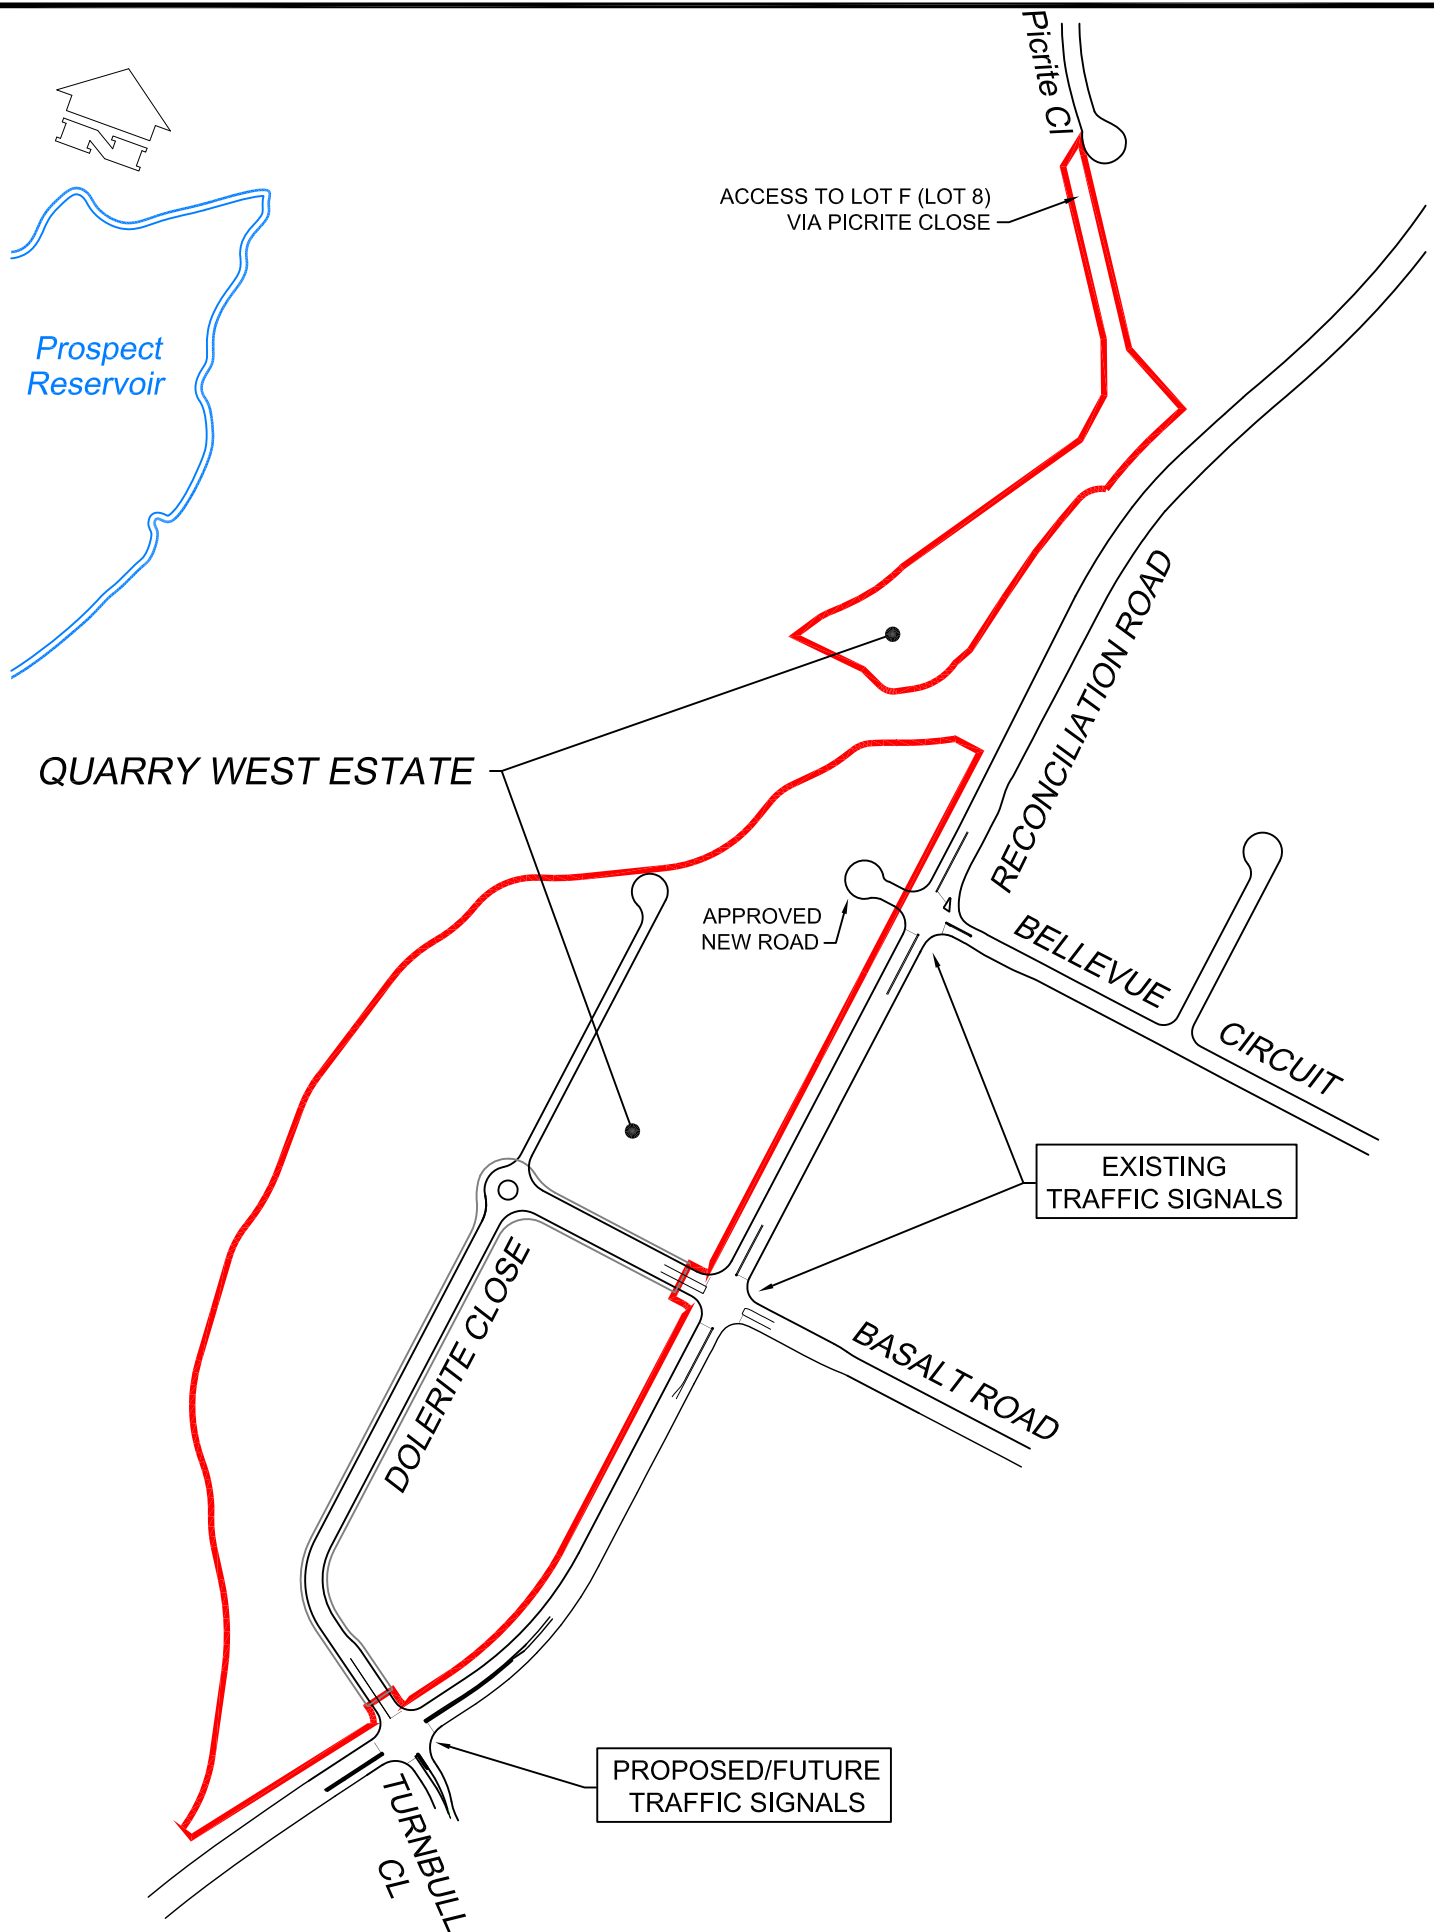 Picrite Cl
N
ACCESS TO LOT F (LOT 8)
VIA PICRITE CLOSE
Prospect
Reservoir
RECONCILIATION ROAD
QUARRY WEST ESTATE
APPROVED
NEW ROAD
BELLEVUE
CIRCUIT
EXISTING
TRAFFIC SIGNALS
DOLERITE CLOSE
BASALT ROAD
PROPOSED/FUTURE
TRAFFIC SIGNALS
TURNBULL
CL